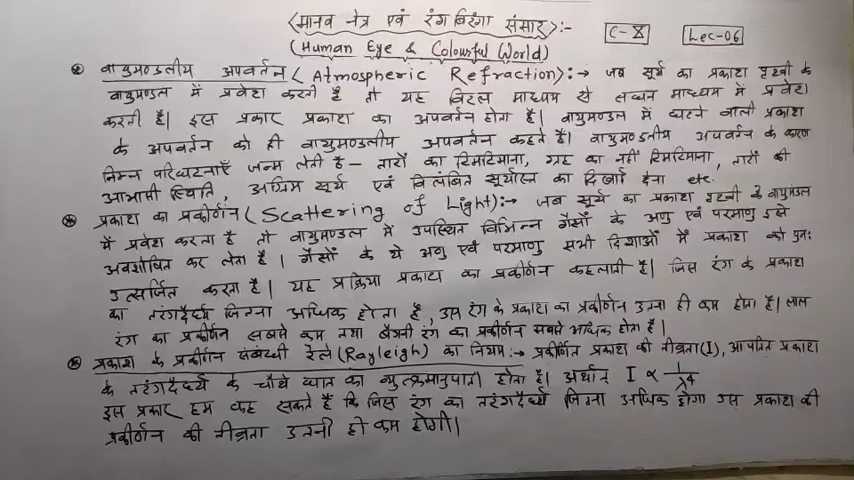 <मानव नेत्र एवं रंग बिरंगा संसार>:-
C-X
Lec-06
(Human Eye & Colourful World)
वायुमण्डलीय अपवर्तन (Atmospheric Refraction):→ जब सूर्य का प्रकाश पृथ्वी के
वायुमण्डल में प्रवेश करती है तो यह विरल माध्यम से सघन माध्यम में प्रवेश
करती है। इस प्रकार प्रकाश का अपवर्तन होता है। वायुमण्डल में घटने वाली प्रकाश
के अपवर्तन को ही वायुमण्डलीय अपवर्तन कहते हैं। वायुमण्डलीय अपवर्तन के कारण
निम्न परिघटनाएँ जन्म लेती है - तारों का टिमटिमाना, ग्रह का नहीं टिमटिमाना, तारों की
आभासी स्थिति, अग्रिम सूर्य एवं विलंबित सूर्यास्त का दिखाई देना etc.
प्रकाश का प्रकीर्णन (Scattering of Light):→ जब सूर्य का प्रकाश पृथ्वी के वायुमंडल
में प्रवेश करता है तो वायुमण्डल में उपस्थित विभिन्न गैसों के अणु एवं परमाणु इसे
अवशोषित कर लेता है। गैसों के ये अणु एवं परमाणु सभी दिशाओं में प्रकाश को पुनः
उत्सर्जित करता है। यह प्रक्रिया प्रकाश का प्रकीर्णन कहलाती है। जिस रंग के प्रकाश
का तरंगदैर्ध्य जितना अधिक होता है, उस रंग के प्रकाश का प्रकीर्णन उतना ही कम होगा है। लाल
रंग का प्रकीर्णन सबसे कम तथा बैगनी रंग का प्रकीर्णन सबसे अधिक होता है।
प्रकाश के प्रकीर्णन संबंधी रेले (Rayleigh) का नियम:→ प्रकीर्णित प्रकाश की तीव्रता (I), आपतित प्रकाश
के तरंगदैर्ध्य के चौथे घात का व्युत्क्रमानुपाती होता है। अर्थात् I ∝ 1/λ⁴
इस प्रकार हम कह सकते हैं कि जिस रंग का तरंगदैर्ध्य जितना अधिक होगा उस प्रकाश की
प्रकीर्णन की तीव्रता उतनी ही कम होगी।